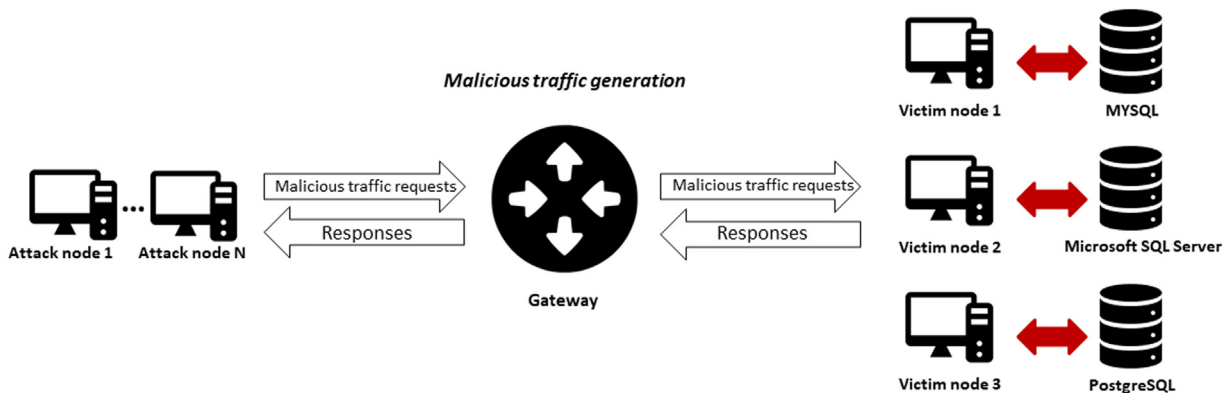 Malicious traffic generation
Attack node 1
...
Attack node N
Malicious traffic requests
Responses
Gateway
Malicious traffic requests
Responses
Victim node 1
MYSQL
Victim node 2
Microsoft SQL Server
Victim node 3
PostgreSQL